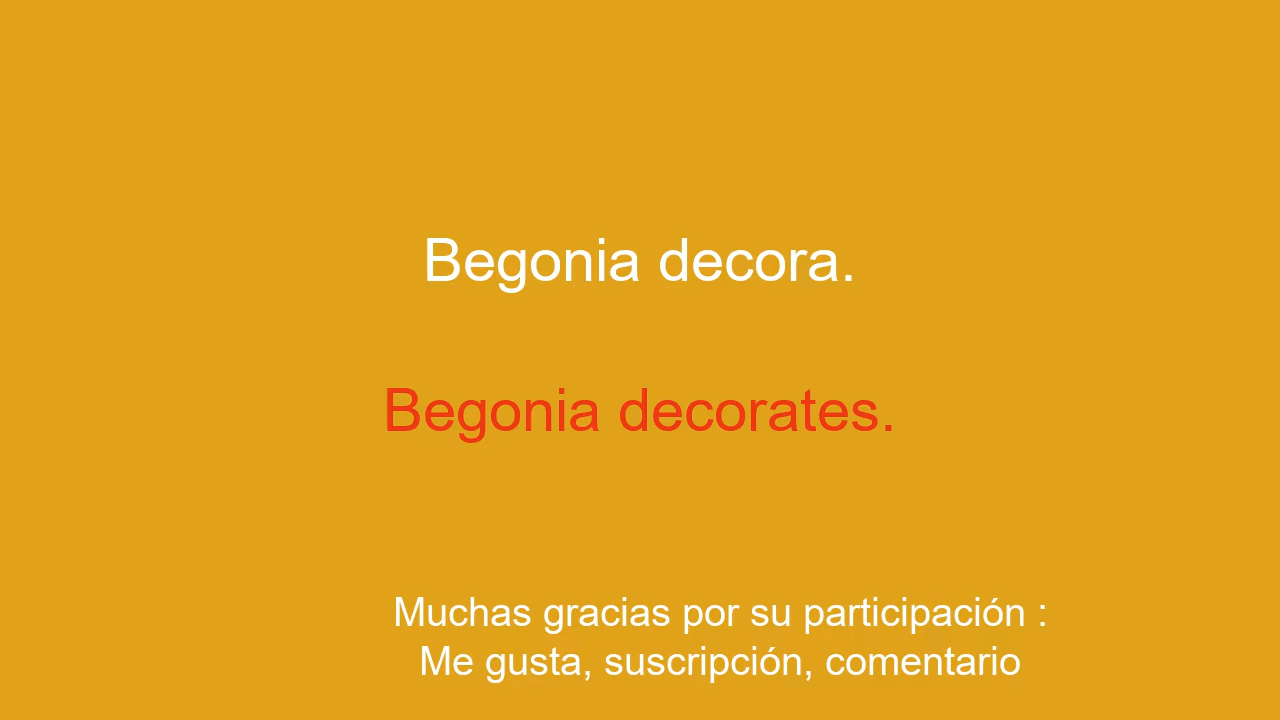 Begonia decora.
Begonia decorates.
Muchas gracias por su participación :
Me gusta, suscripción, comentario